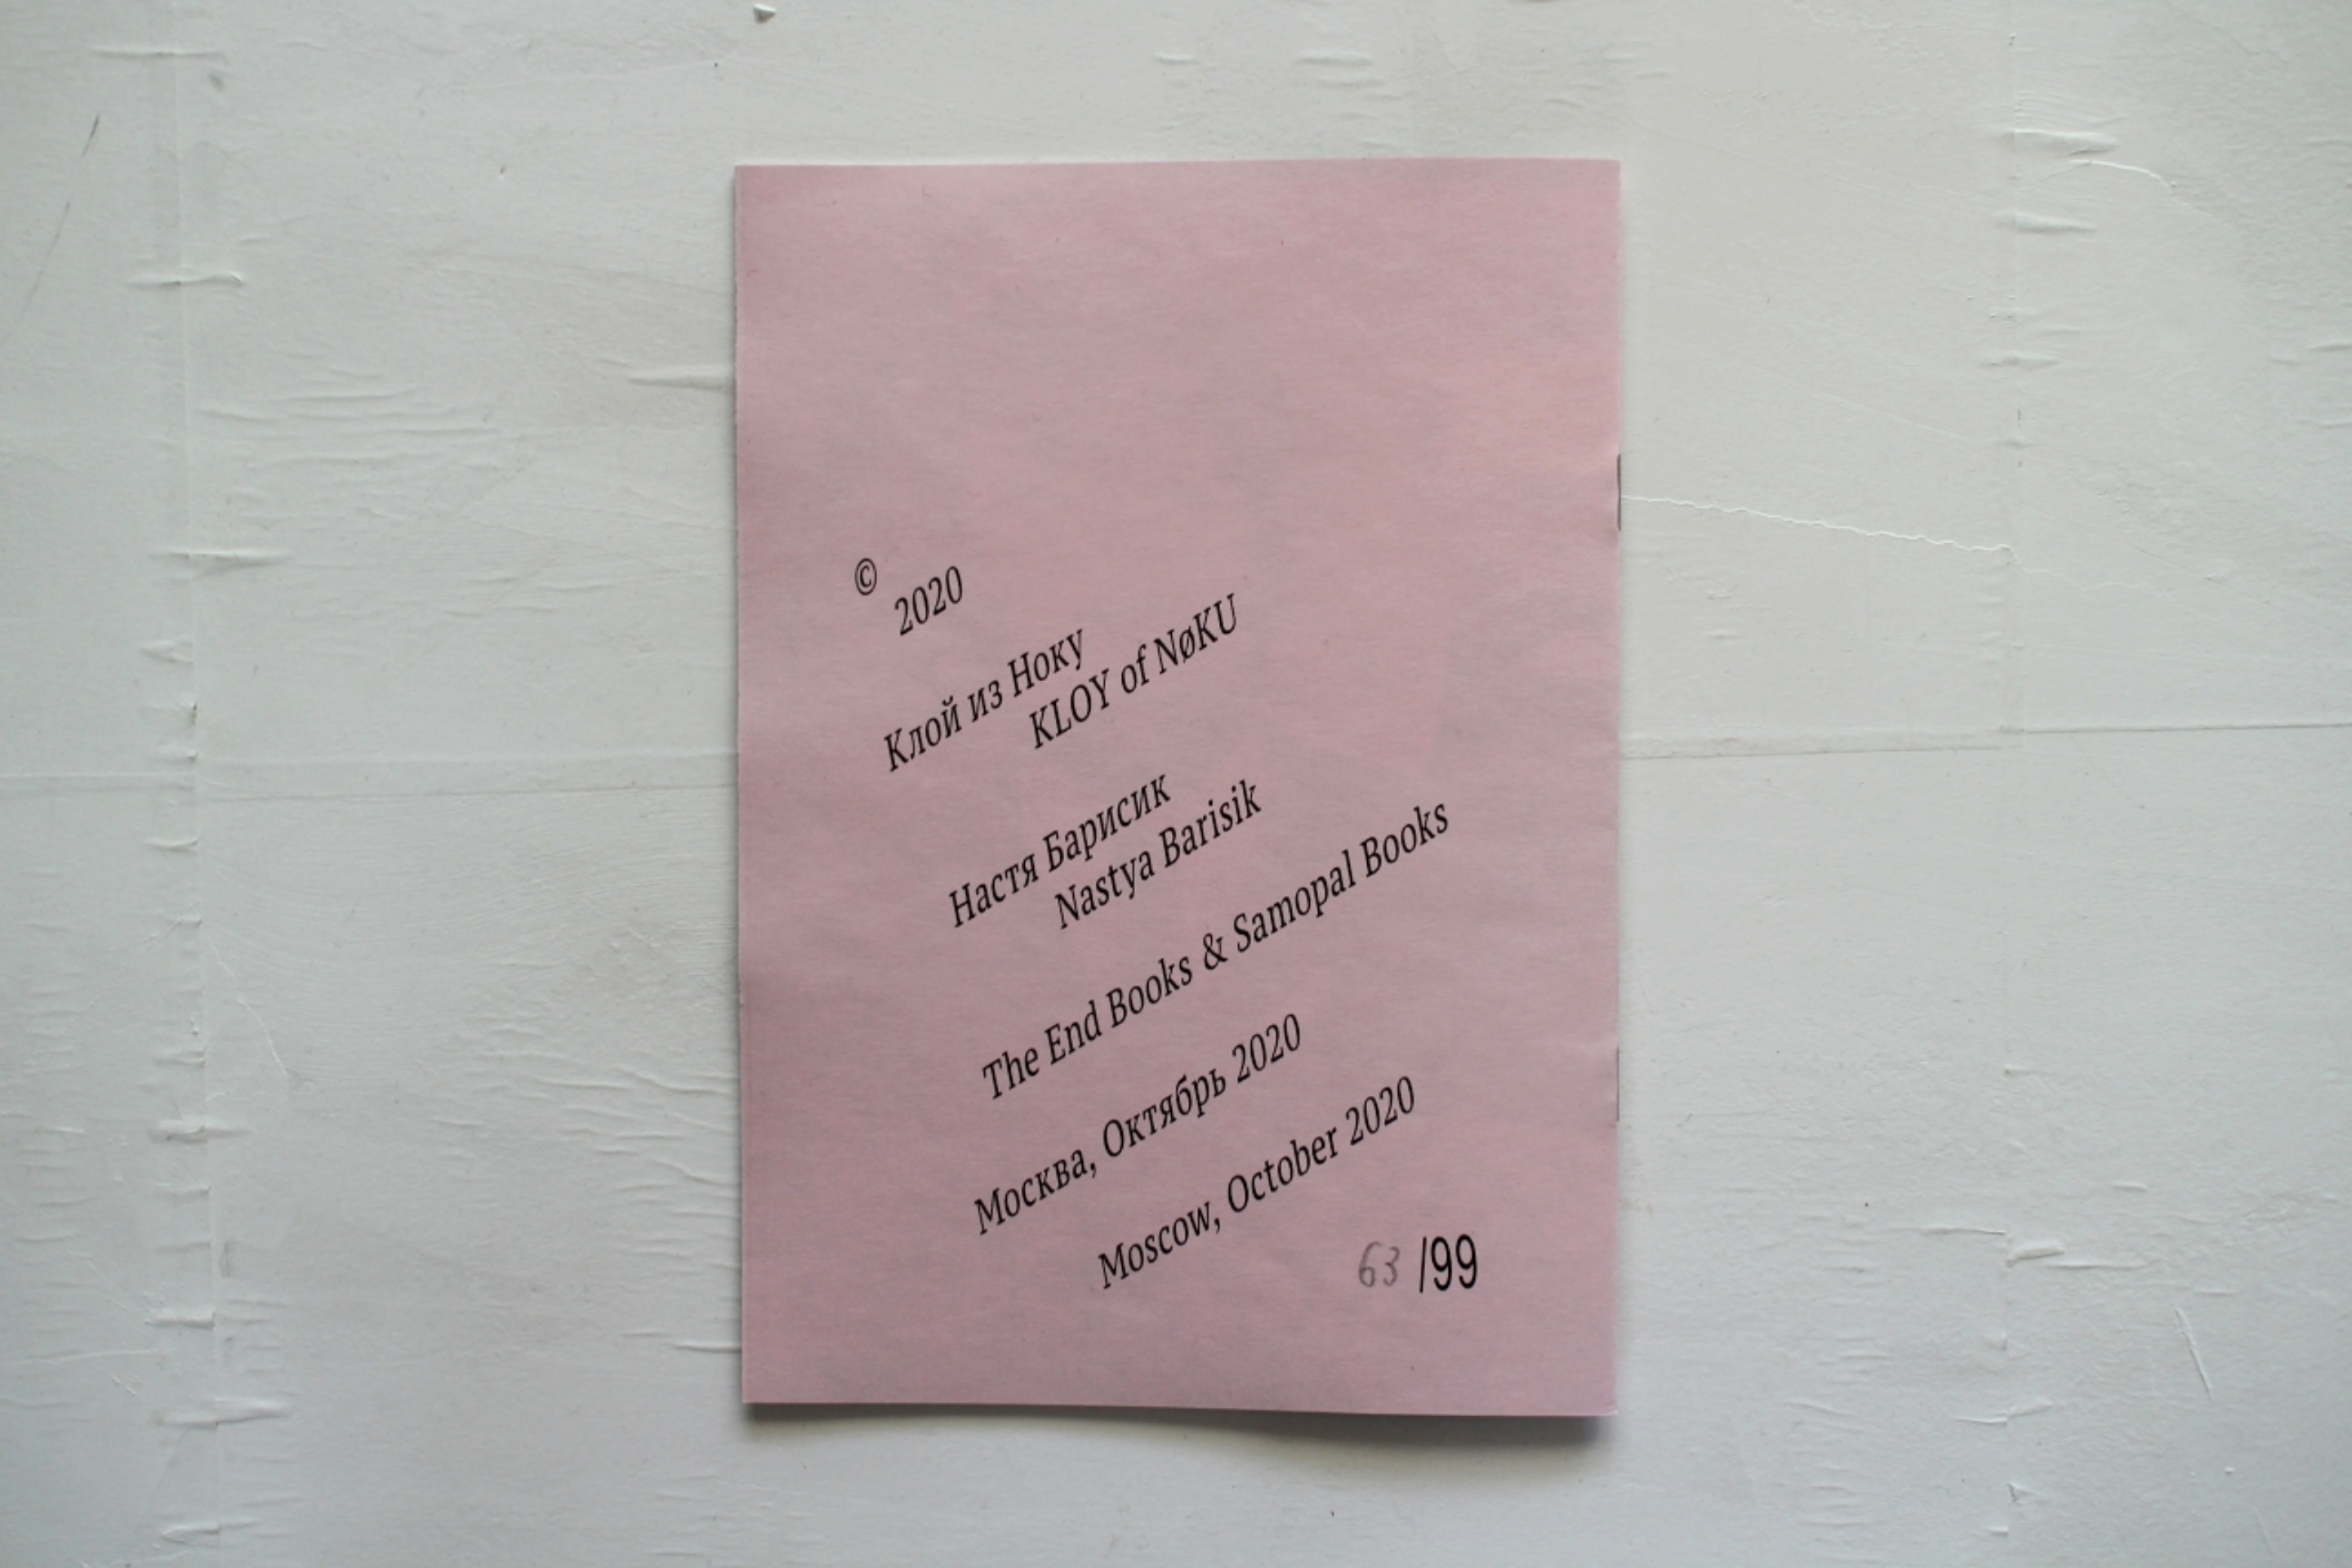 ©
2020
Клой из Ноку
KLOY of NøKU
Настя Барисик
Nastya Barisik
The End Books & Samopal Books
Москва, Октябрь 2020
Moscow, October 2020
63 /99